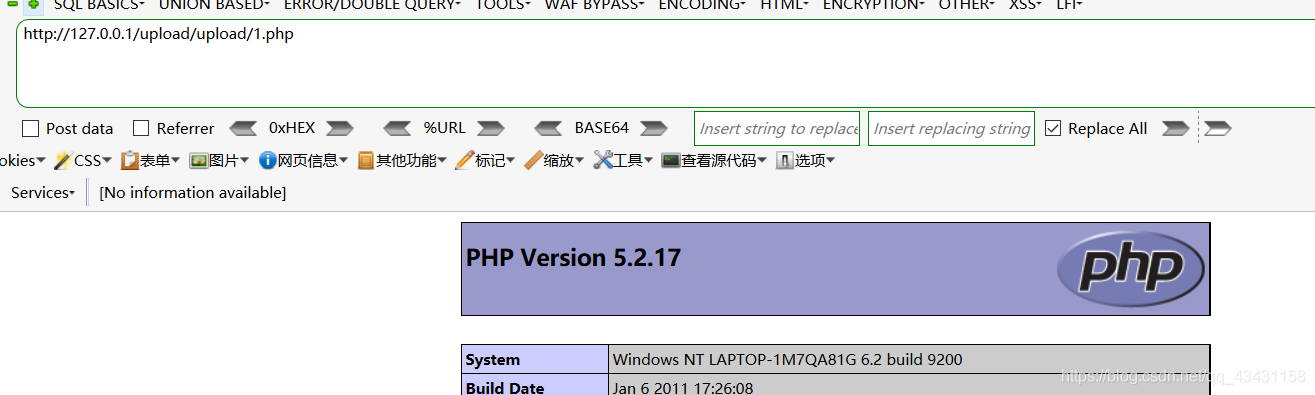 SQL BASICS▾ UNION BASED▾ ERROR/DOUBLE QUERY▾ TOOLS▾ WAF BYPASS▾ ENCODING▾ HTML▾ ENCRYPTION▾ OTHER▾ XSS▾ LFI▾
http://127.0.0.1/upload/upload/1.php
Post data Referrer 0xHEX %URL BASE64 Insert string to replace Insert replacing string Replace All
okies▾ CSS▾ 表单▾ 图片▾ 网页信息▾ 其他功能▾ 标记▾ 缩放▾ 工具▾ 查看源代码▾ 选项▾
Services▾ [No information available]
PHP Version 5.2.17
php
System Windows NT LAPTOP-1M7QA81G 6.2 build 9200
Build Date Jan 6 2011 17:26:08
https://blog.csdn.net/qq_43431158